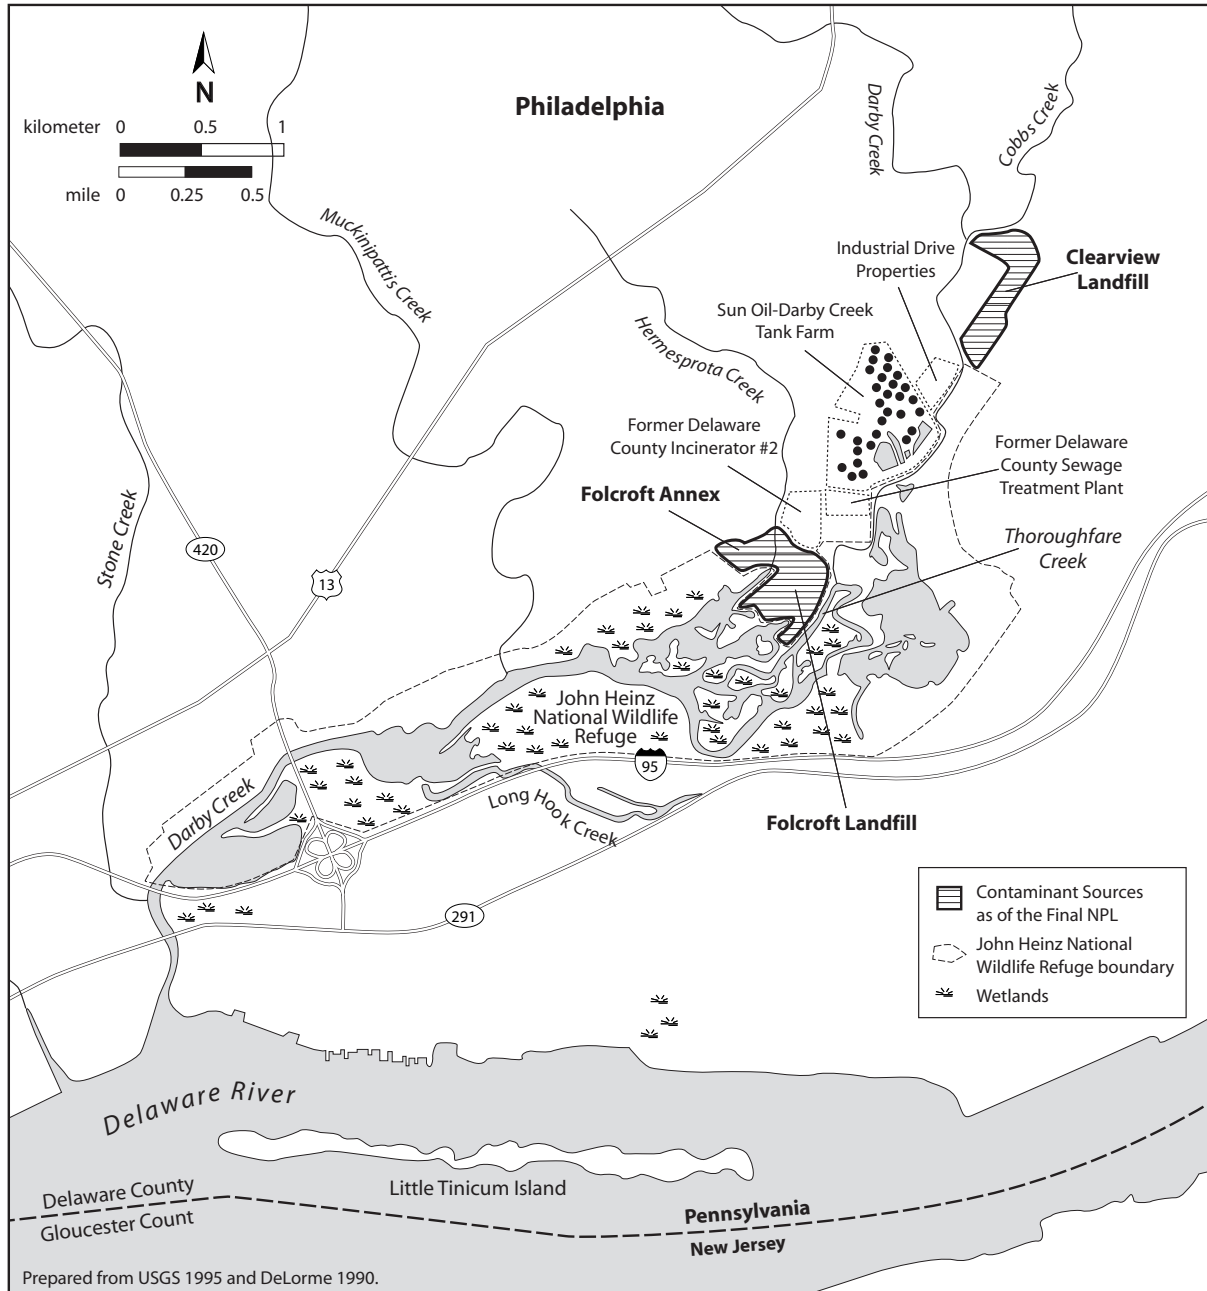 N
kilometer 0 0.5 1
mile 0 0.25 0.5
Philadelphia
Darby Creek
Cobbs Creek
Muckinipattis Creek
Industrial Drive
Properties
Clearview
Landfill
Sun Oil-Darby Creek
Tank Farm
Hermesprota Creek
Former Delaware
County Incinerator #2
Former Delaware
County Sewage
Treatment Plant
Folcroft Annex
Stone Creek
Thoroughfare
Creek
420
13
John Heinz
National Wildlife
Refuge
95
Darby Creek
Long Hook Creek
Folcroft Landfill
291
Contaminant Sources
as of the Final NPL
John Heinz National
Wildlife Refuge boundary
Wetlands
Delaware River
Little Tinicum Island
Delaware County
Gloucester Count
Pennsylvania
New Jersey
Prepared from USGS 1995 and DeLorme 1990.